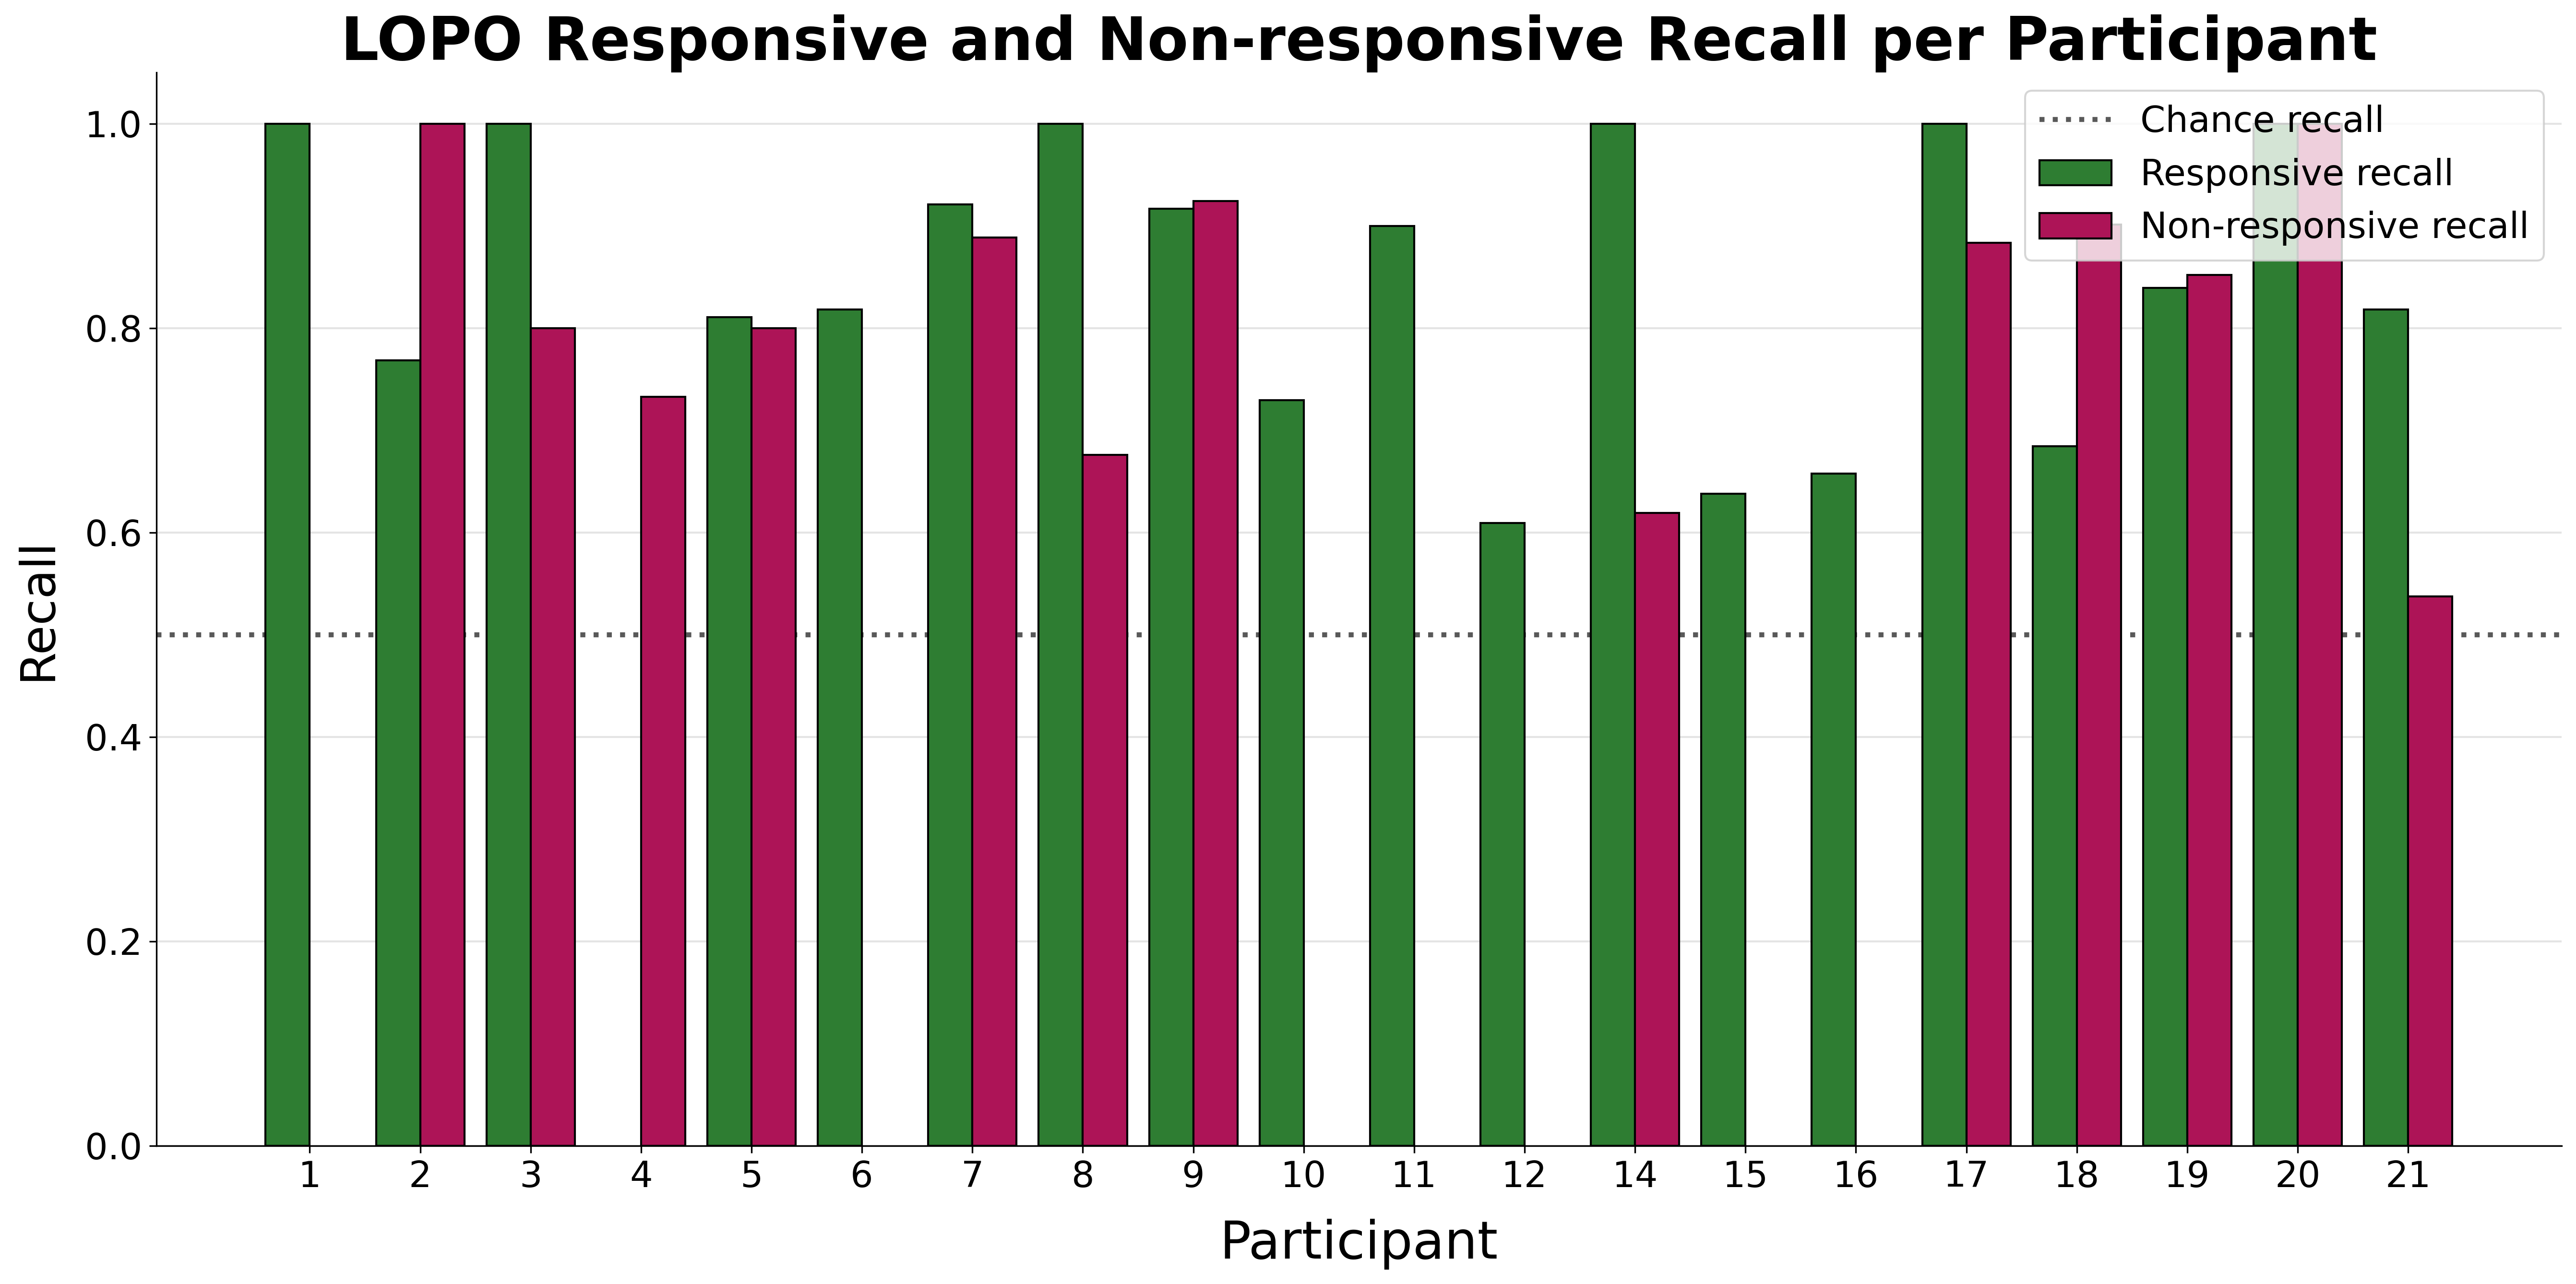 LOPO Responsive and Non-responsive Recall per Participant
Chance recall
Responsive recall
Non-responsive recall
1.0
0.8
0.6
0.4
0.2
0.0
Recall
1 2 3 4 5 6 7 8 9 10 11 12 14 15 16 17 18 19 20 21
Participant